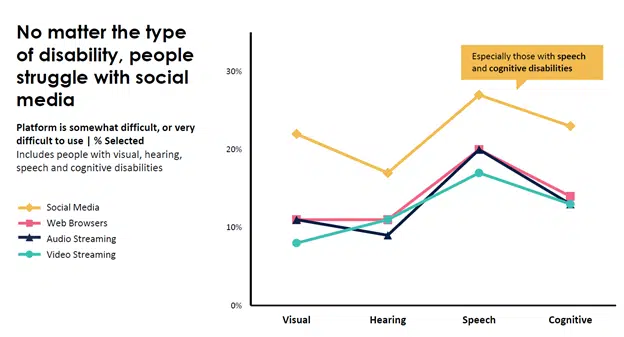 No matter the type
of disability, people
struggle with social
media
Platform is somewhat difficult, or very
difficult to use | % Selected
Includes people with visual, hearing,
speech and cognitive disabilities
Social Media
Web Browsers
Audio Streaming
Video Streaming
Especially those with speech
and cognitive disabilities
30%
20%
10%
0%
Visual
Hearing
Speech
Cognitive